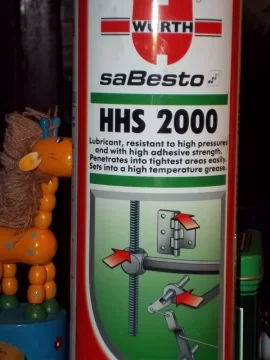 WÜRTH
saBesto
HHS 2000
Lubricant, resistant to high pressures
and with high adhesive strength.
Penetrates into tightest areas easily.
Sets into a high temperature grease.